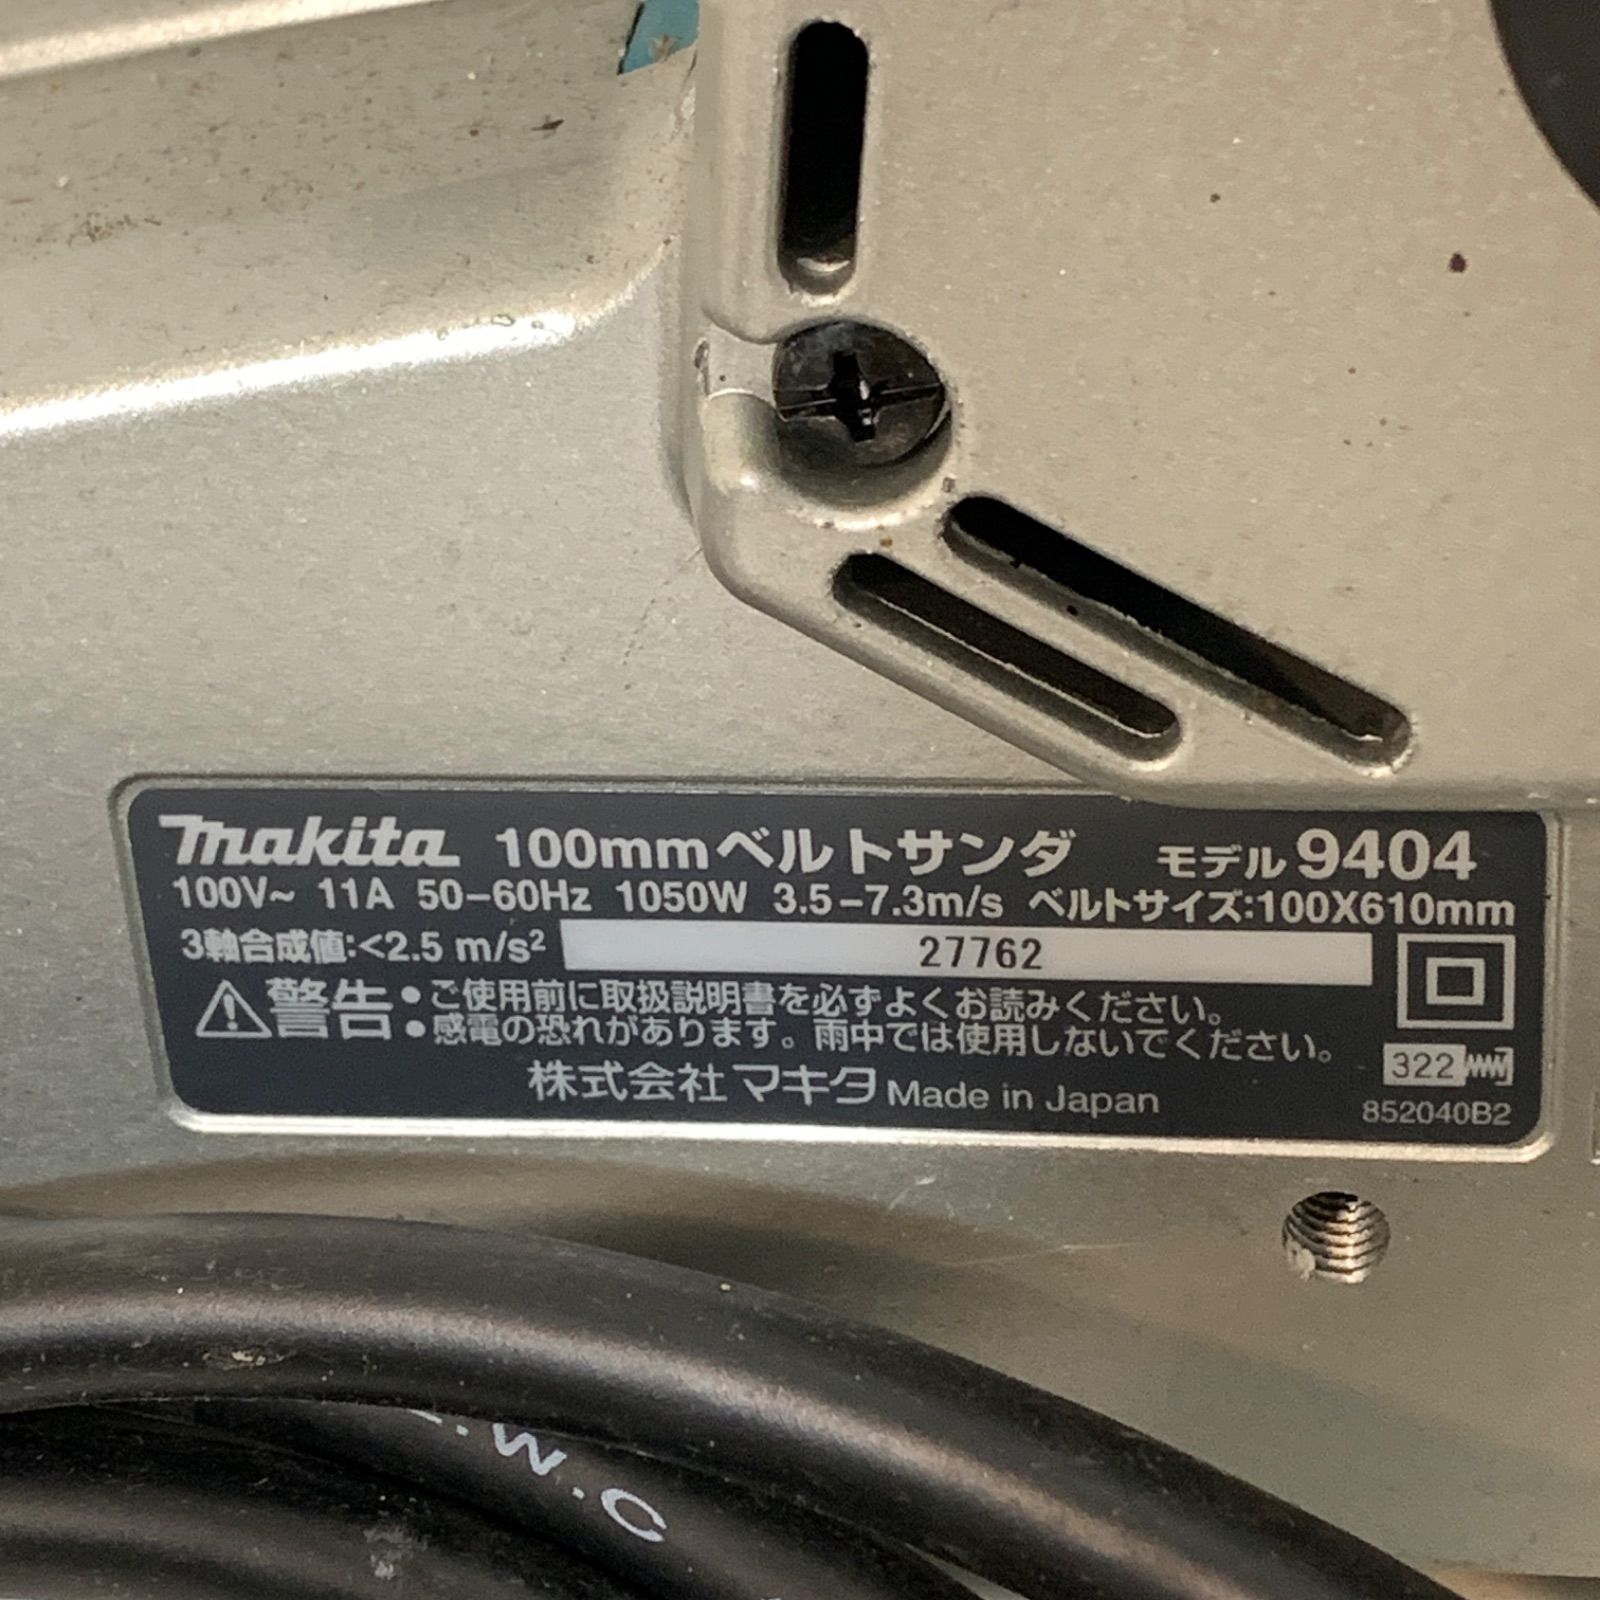 makita 100mmベルトサンダ モデル9404
100V～ 11A 50-60Hz 1050W 3.5-7.3m/s ベルトサイズ:100X610mm
3軸合成値:<2.5 m/s² 27762
警告 •ご使用前に取扱説明書を必ずよくお読みください。
•感電の恐れがあります。雨中では使用しないでください。
322
株式会社マキタ Made in Japan
852040B2
.W.C